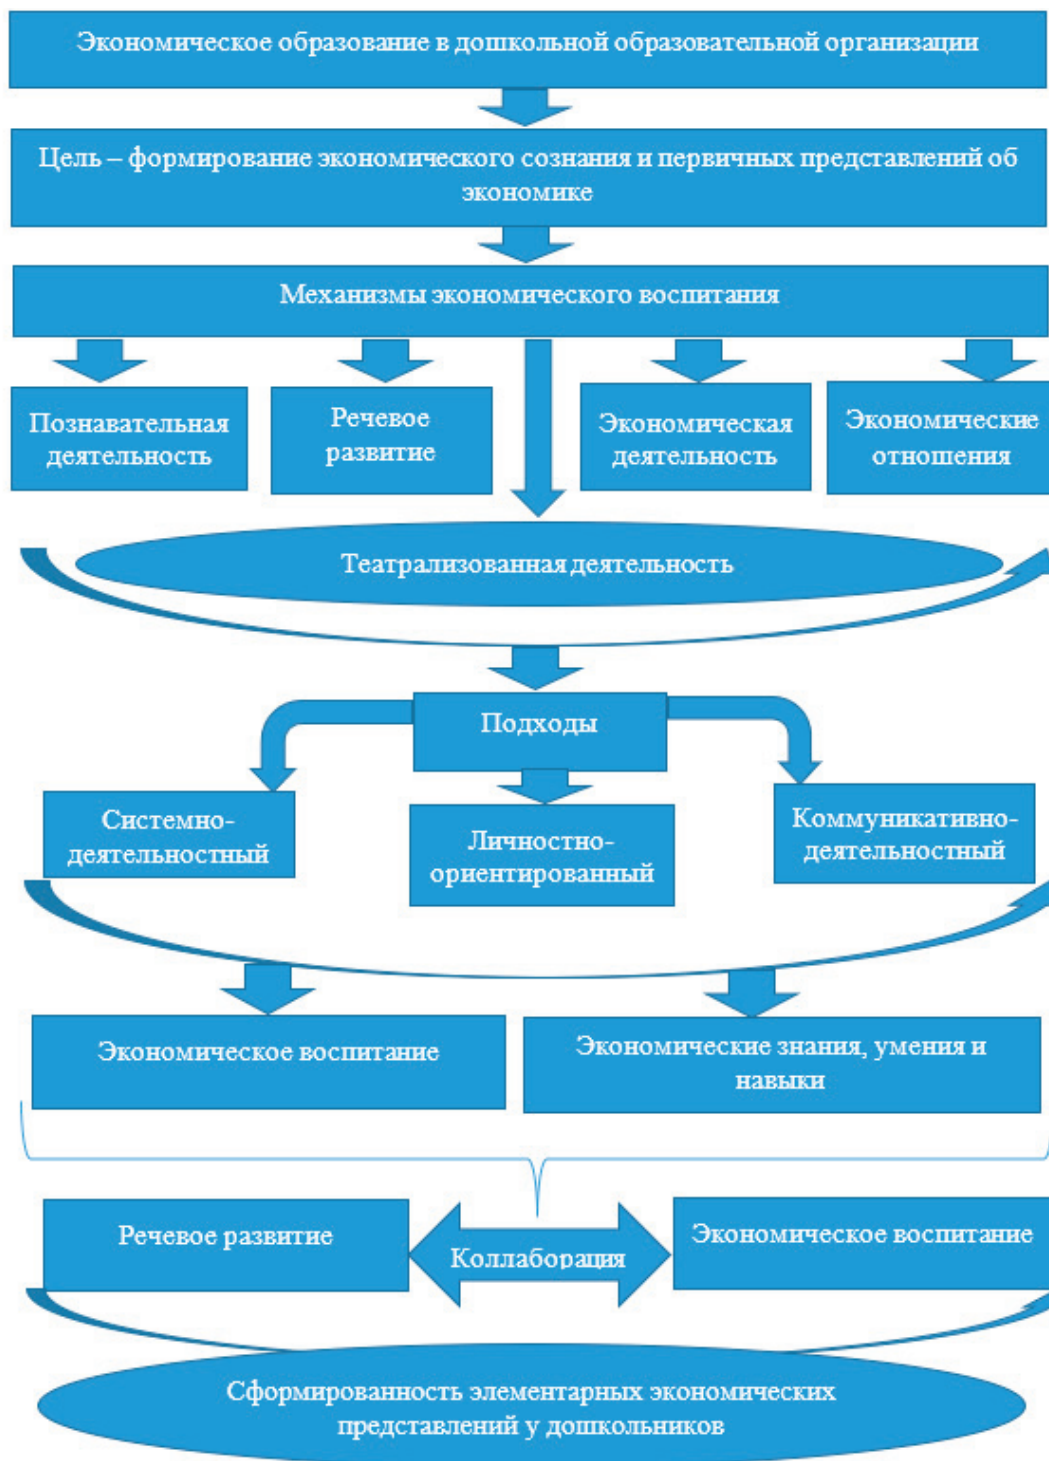 Экономическое образование в дошкольной образовательной организации
Цель – формирование экономического сознания и первичных представлений об
экономике
Механизмы экономического воспитания
Познавательная
деятельность
Речевое
развитие
Экономическая
деятельность
Экономические
отношения
Театрализованная деятельность
Подходы
Системно-
деятельностный
Личностно-
ориентированный
Коммуникативно-
деятельностный
Экономическое воспитание
Экономические знания, умения и
навыки
Речевое развитие
Коллаборация
Экономическое воспитание
Сформированность элементарных экономических
представлений у дошкольников